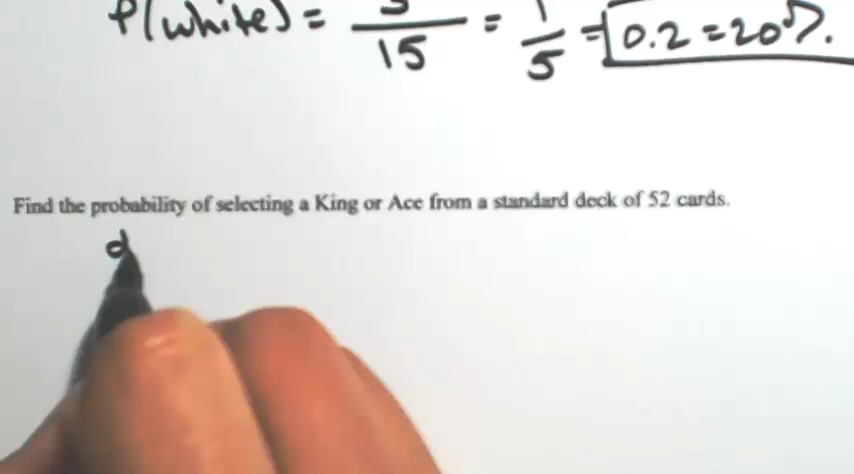 P(white) = 3/15 = 1/5 = 0.2 = 20%.
Find the probability of selecting a King or Ace from a standard deck of 52 cards.
d